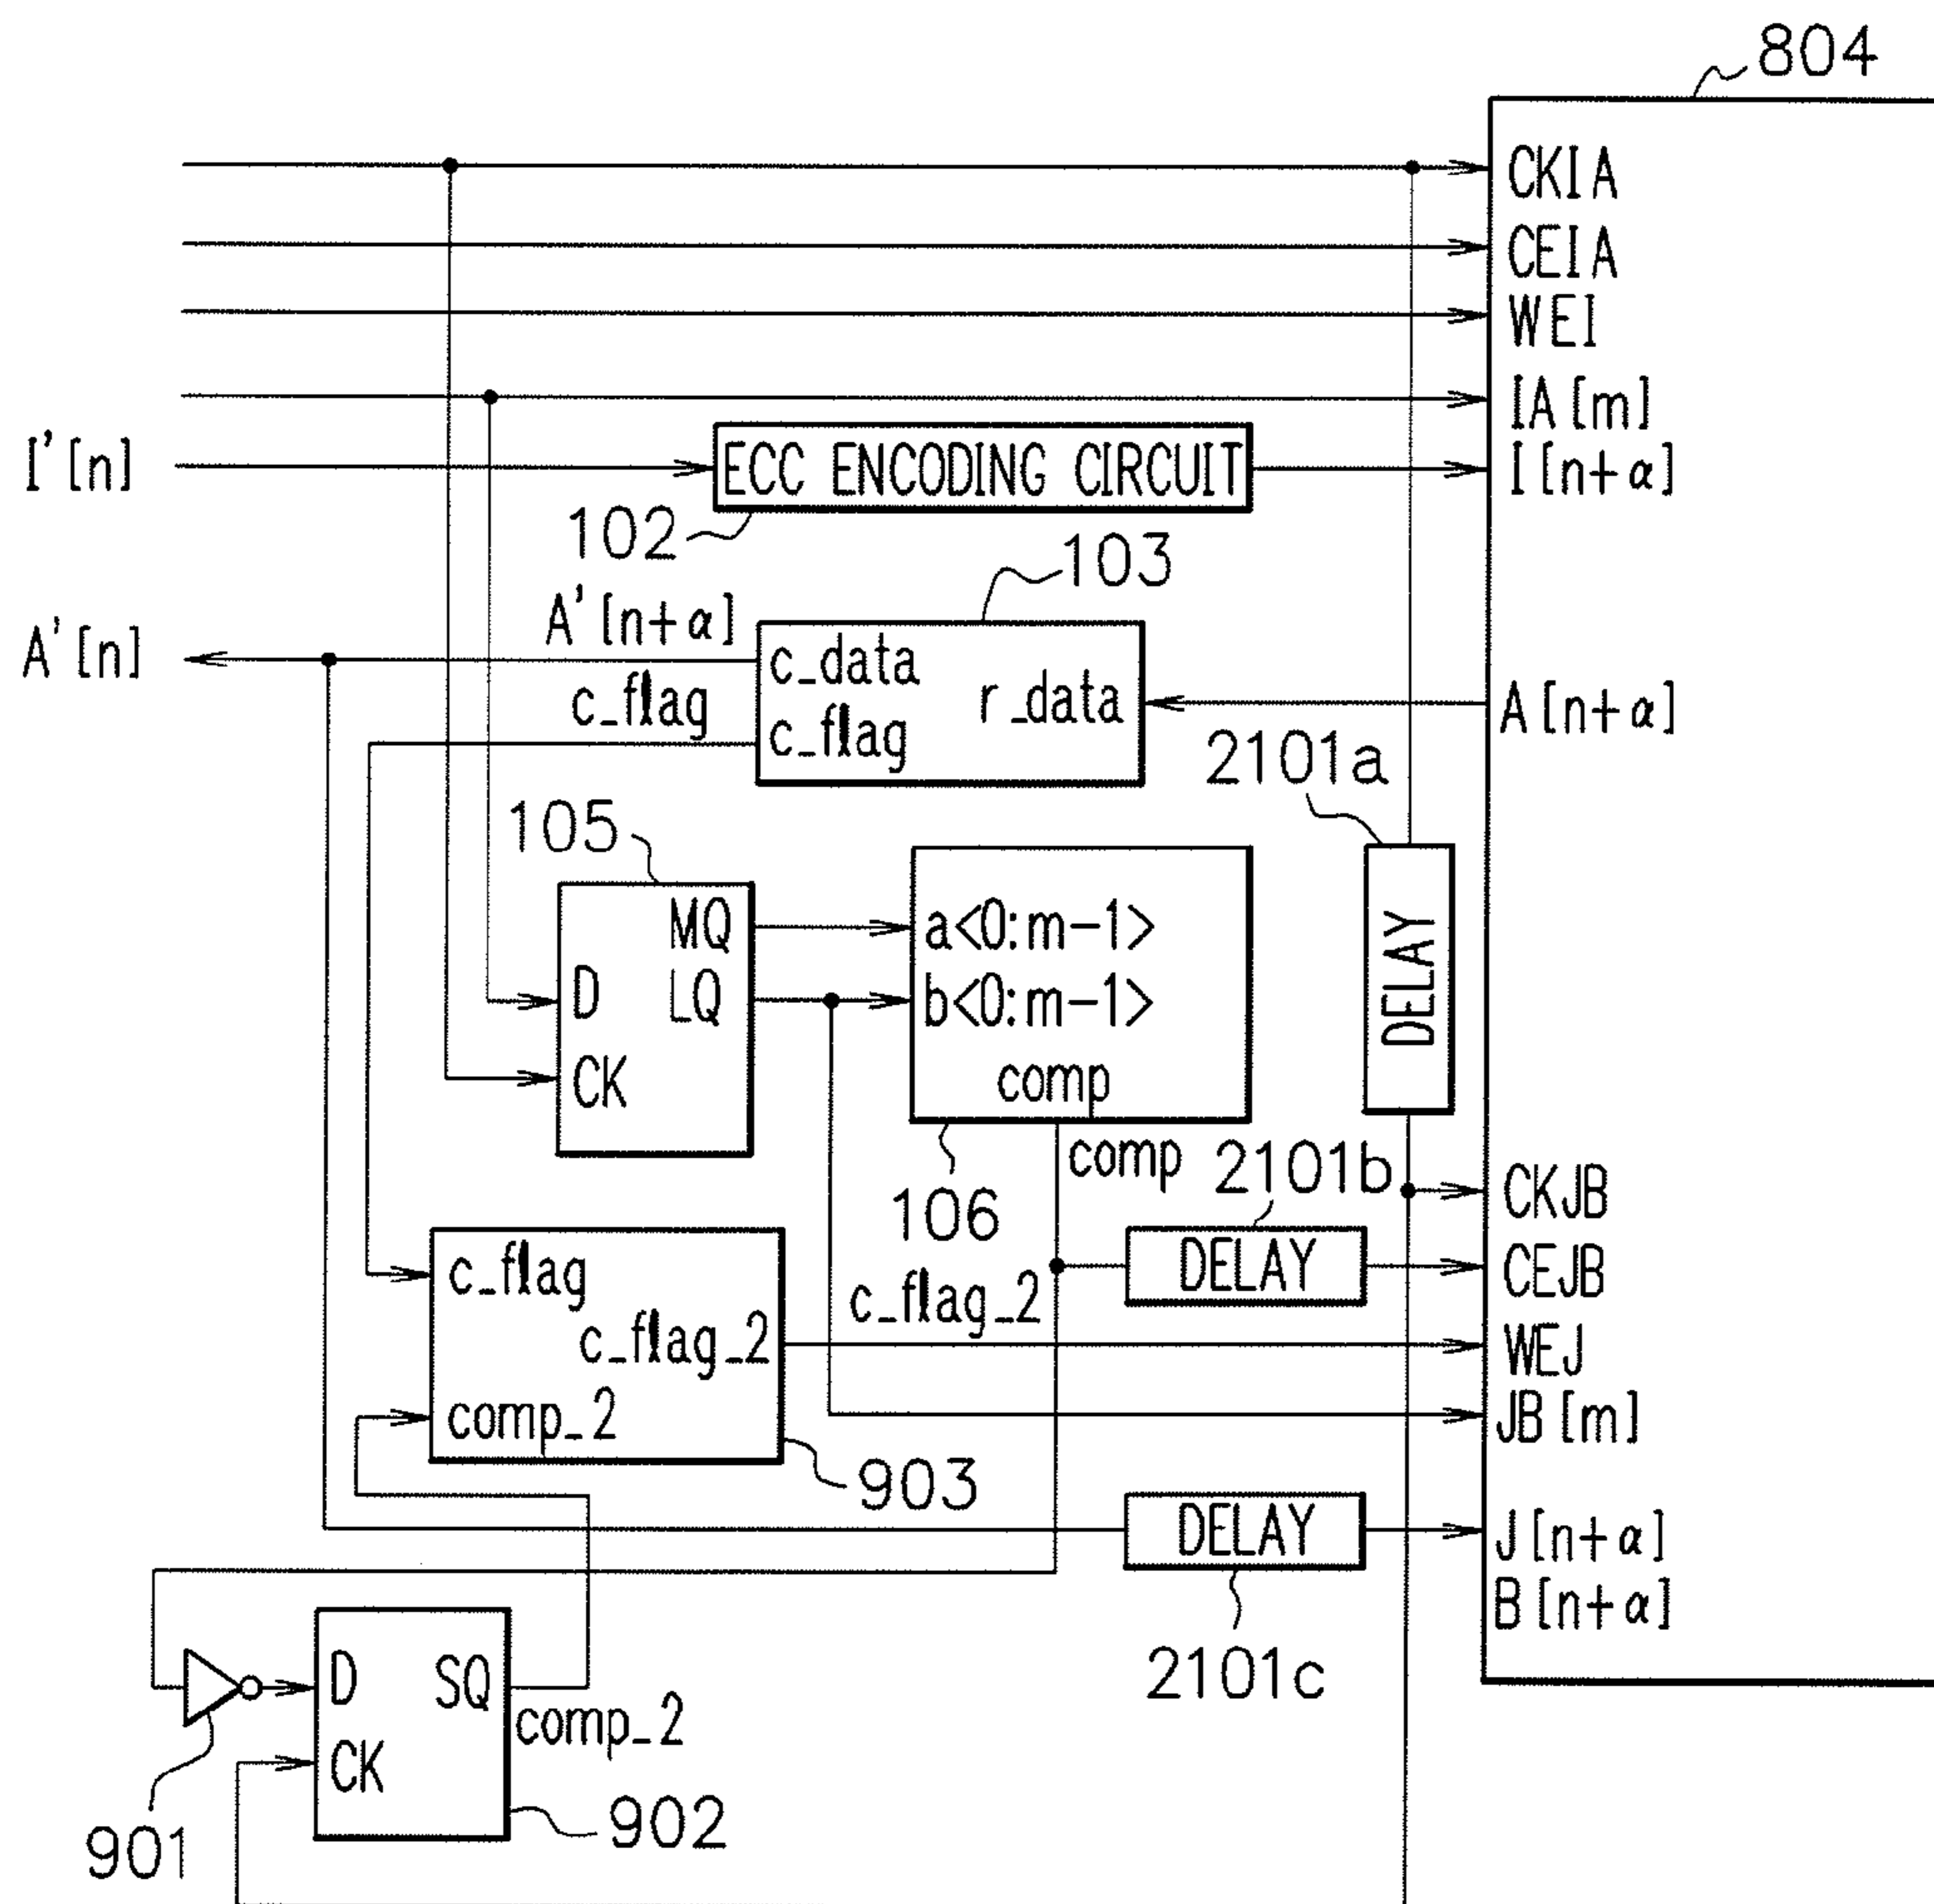 804
CKIA
CEIA
WEI
IA[m]
I'[n]
ECC ENCODING CIRCUIT
I[n+α]
102
103
A'[n+α]
A'[n]
c_data
c_flag
r_data
c_flag
A[n+α]
2101a
105
MQ
a<0:m-1>
D
LQ
b<0:m-1>
DELAY
CK
comp
comp
2101b
CKJB
106
c_flag
DELAY
CEJB
c_flag_2
c_flag_2
WEJ
comp_2
JB[m]
903
DELAY
J[n+α]
B[n+α]
2101c
D
SQ
comp_2
CK
901
902